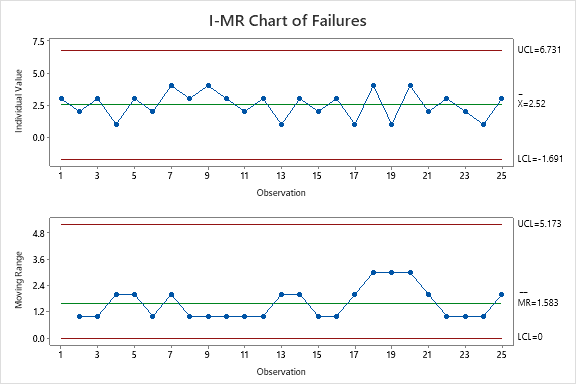 I-MR Chart of Failures
7.5
5.0
2.5
0.0
Individual Value
UCL=6.731
X=2.52
LCL=-1.691
1 3 5 7 9 11 13 15 17 19 21 23 25
Observation
4.8
3.6
2.4
1.2
0.0
Moving Range
UCL=5.173
MR=1.583
LCL=0
1 3 5 7 9 11 13 15 17 19 21 23 25
Observation